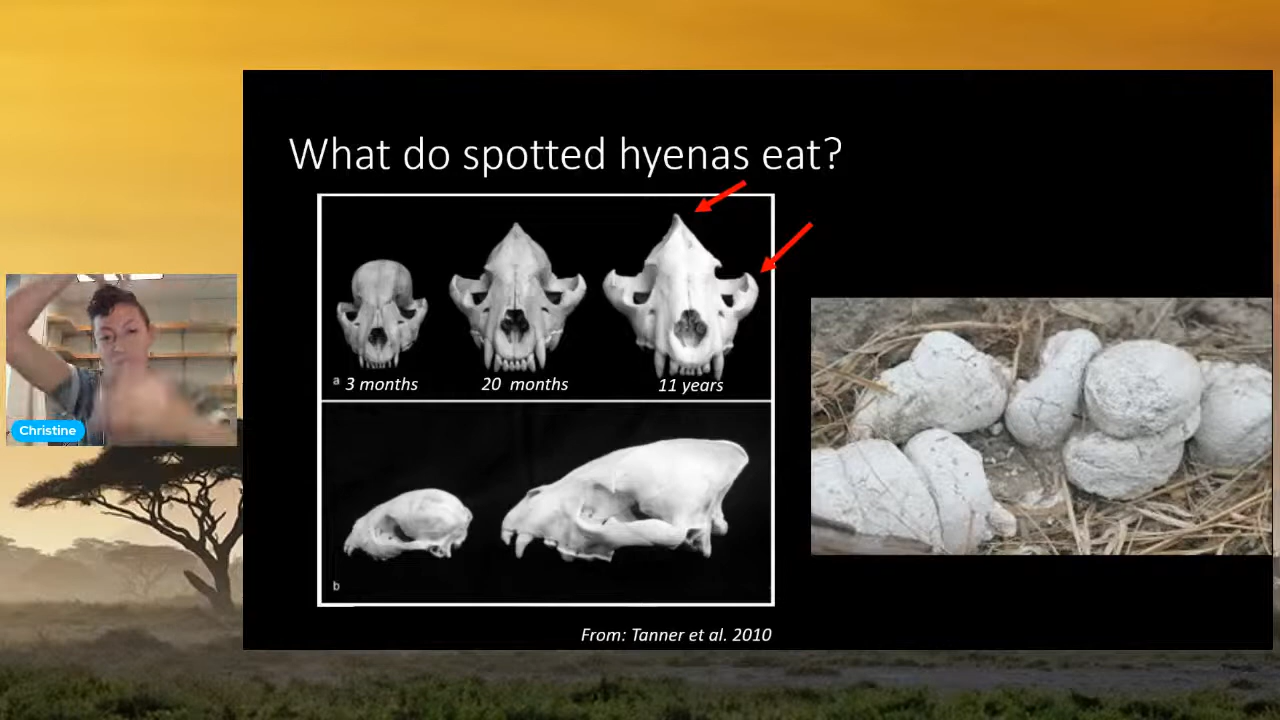 What do spotted hyenas eat?
a 3 months 20 months 11 years
b
From: Tanner et al. 2010
Christine